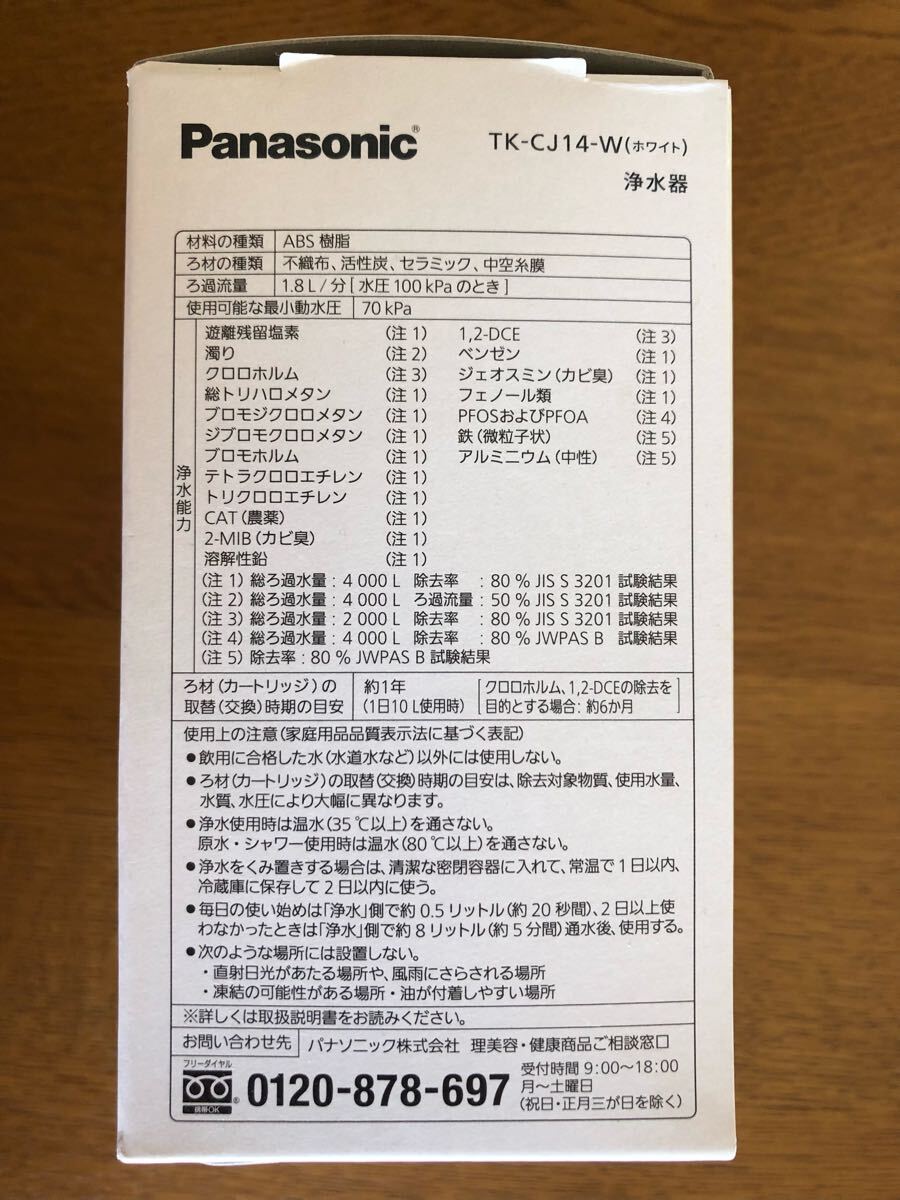 Panasonic®
TK-CJ14-W(ホワイト)
浄水器
材料の種類 ABS 樹脂
ろ材の種類 不織布、活性炭、セラミック、中空糸膜
ろ過流量 1.8 L / 分 [ 水圧 100 kPa のとき ]
使用可能な最小動水圧 70 kPa
浄水能力
遊離残留塩素 (注 1) 1,2-DCE (注 3)
濁り (注 2) ベンゼン (注 1)
クロロホルム (注 3) ジェオスミン(カビ臭) (注 1)
総トリハロメタン (注 1) フェノール類 (注 1)
ブロモジクロロメタン (注 1) PFOSおよびPFOA (注 4)
ジブロモクロロメタン (注 1) 鉄(微粒子状) (注 5)
ブロモホルム (注 1) アルミニウム(中性) (注 5)
テトラクロロエチレン (注 1)
トリクロロエチレン (注 1)
CAT(農薬) (注 1)
2-MIB(カビ臭) (注 1)
溶解性鉛 (注 1)
(注 1) 総ろ過水量 : 4 000 L 除去率 : 80 % JIS S 3201 試験結果
(注 2) 総ろ過水量 : 4 000 L ろ過流量 : 50 % JIS S 3201 試験結果
(注 3) 総ろ過水量 : 2 000 L 除去率 : 80 % JIS S 3201 試験結果
(注 4) 総ろ過水量 : 4 000 L 除去率 : 80 % JWPAS B 試験結果
(注 5) 除去率 : 80 % JWPAS B 試験結果
ろ材(カートリッジ)の 約1年 [クロロホルム、1,2-DCEの除去を
取替(交換)時期の目安 (1日10 L使用時) 目的とする場合: 約6か月]
使用上の注意(家庭用品品質表示法に基づく表記)
●飲用に合格した水(水道水など)以外には使用しない。
●ろ材(カートリッジ)の取替(交換)時期の目安は、除去対象物質、使用水量、
水質、水圧により大幅に異なります。
●浄水使用時は温水(35 ℃以上)を通さない。
原水・シャワー使用時は温水(80 ℃以上)を通さない。
●浄水をくみ置きする場合は、清潔な密閉容器に入れて、常温で 1 日以内、
冷蔵庫に保存して 2 日以内に使う。
●毎日の使い始めは「浄水」側で約 0.5 リットル(約 20 秒間)、2 日以上使
わなかったときは「浄水」側で約 8 リットル(約 5 分間)通水後、使用する。
●次のような場所には設置しない。
・直射日光があたる場所や、風雨にさらされる場所
・凍結の可能性がある場所・油が付着しやすい場所
※詳しくは取扱説明書をお読みください。
お問い合わせ先 パナソニック株式会社 理美容・健康商品ご相談窓口
フリーダイヤル
携帯OK
0120-878-697
受付時間 9:00〜18:00
月〜土曜日
(祝日・正月三が日を除く)